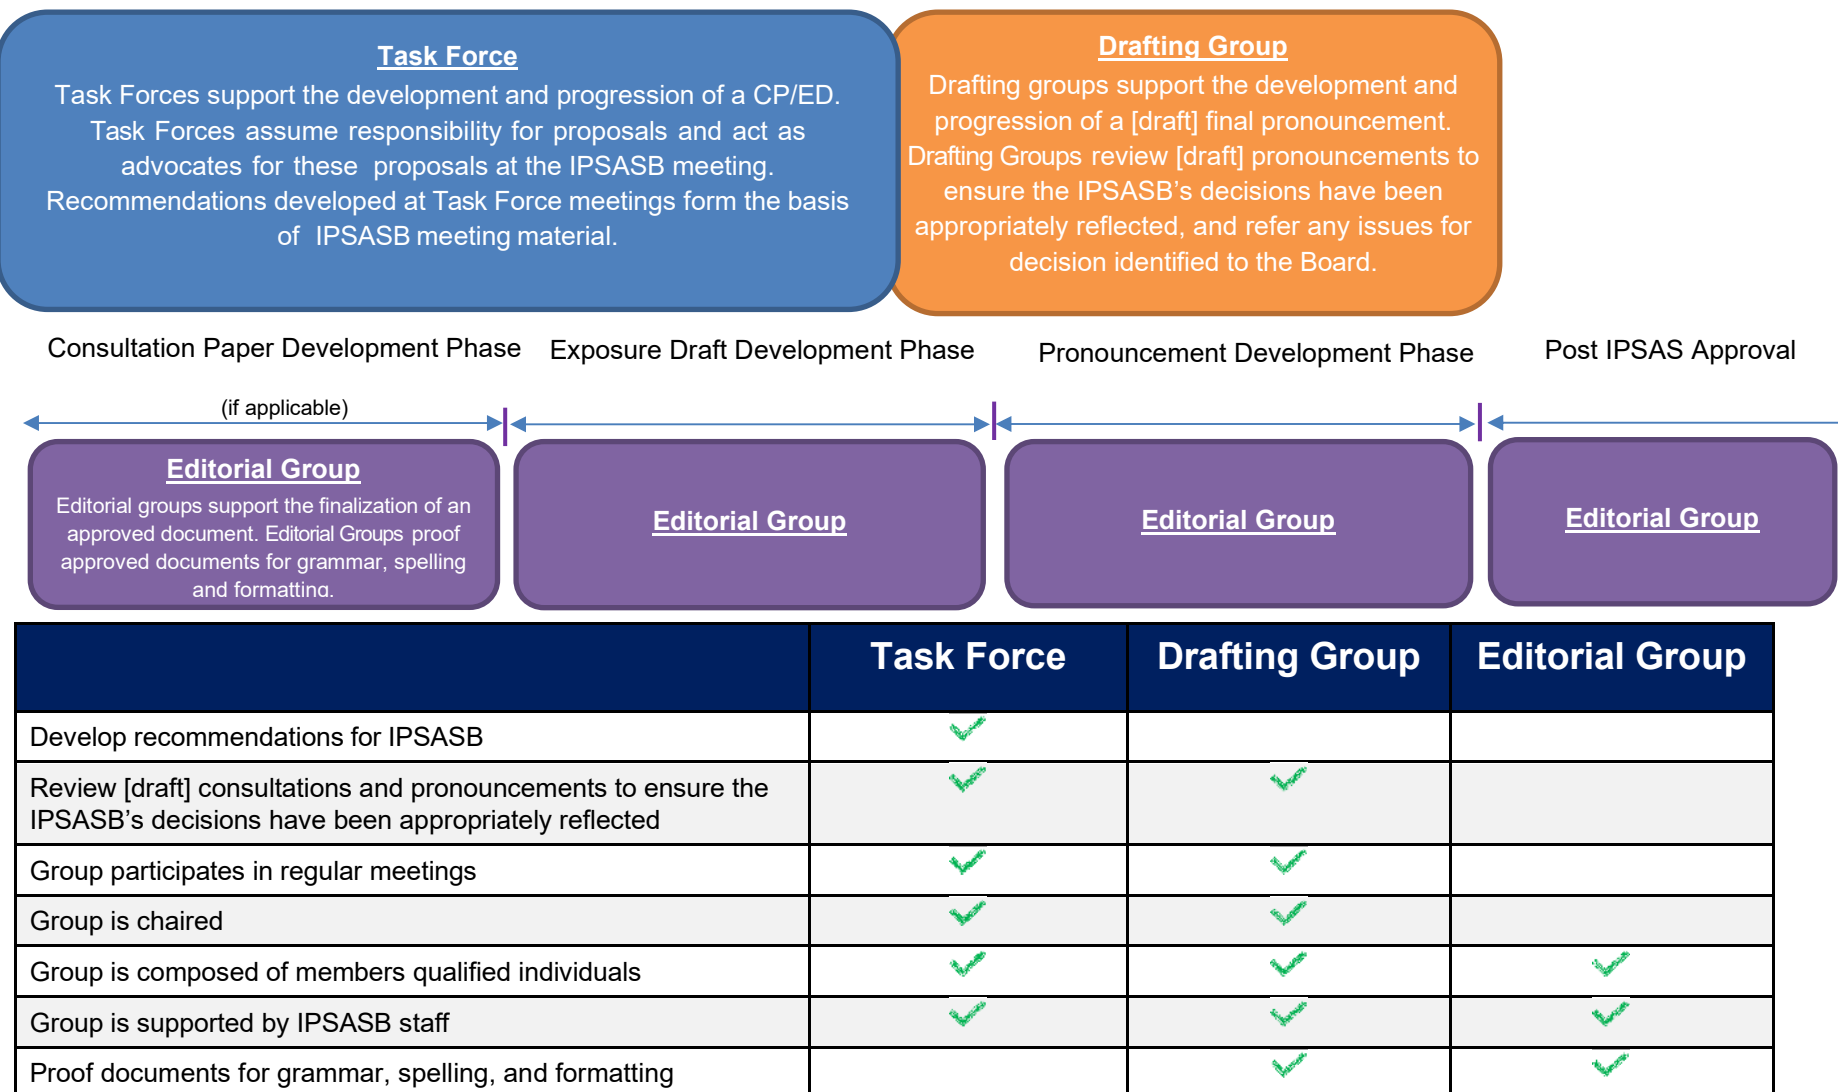 Task Force
Task Forces support the development and progression of a CP/ED.
Task Forces assume responsibility for proposals and act as
advocates for these proposals at the IPSASB meeting.
Recommendations developed at Task Force meetings form the basis
of IPSASB meeting material.
Drafting Group
Drafting groups support the development and
progression of a [draft] final pronouncement.
Drafting Groups review [draft] pronouncements to
ensure the IPSASB’s decisions have been
appropriately reflected, and refer any issues for
decision identified to the Board.
Consultation Paper Development Phase
Exposure Draft Development Phase
Pronouncement Development Phase
Post IPSAS Approval
(if applicable)
Editorial Group
Editorial groups support the finalization of an
approved document. Editorial Groups proof
approved documents for grammar, spelling
and formatting.
Editorial Group
Editorial Group
Editorial Group
Task Force
Drafting Group
Editorial Group
Develop recommendations for IPSASB
Review [draft] consultations and pronouncements to ensure the
IPSASB’s decisions have been appropriately reflected
Group participates in regular meetings
Group is chaired
Group is composed of members qualified individuals
Group is supported by IPSASB staff
Proof documents for grammar, spelling, and formatting